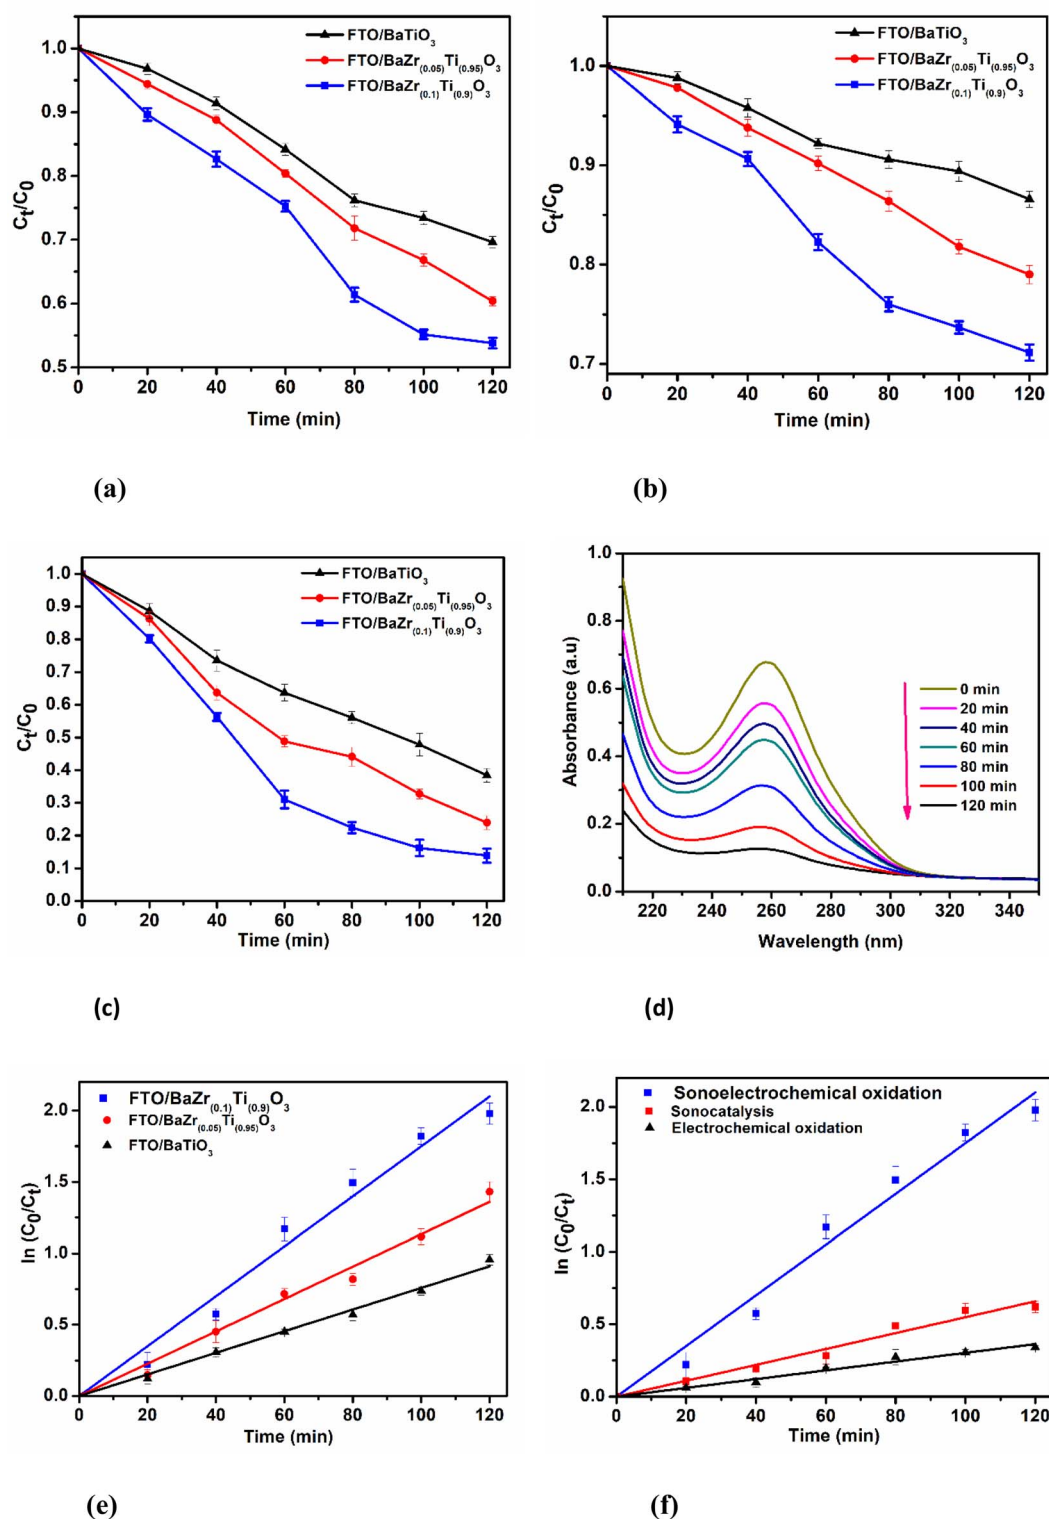 FTO/BaTiO3
FTO/BaZr(0.05)Ti(0.95)O3
FTO/BaZr(0.1)Ti(0.9)O3
1.0
0.9
0.8
0.7
0.6
0.5
Ct/C0
0 20 40 60 80 100 120
Time (min)
(a)
FTO/BaTiO3
FTO/BaZr(0.05)Ti(0.95)O3
FTO/BaZr(0.1)Ti(0.9)O3
1.0
0.9
0.8
0.7
Ct/C0
0 20 40 60 80 100 120
Time (min)
(b)
FTO/BaTiO3
FTO/BaZr(0.05)Ti(0.95)O3
FTO/BaZr(0.1)Ti(0.9)O3
1.0
0.9
0.8
0.7
0.6
0.5
0.4
0.3
0.2
0.1
0.0
Ct/C0
0 20 40 60 80 100 120
Time (min)
(c)
1.0
0.8
0.6
0.4
0.2
0.0
Absorbance (a.u)
0 min
20 min
40 min
60 min
80 min
100 min
120 min
220 240 260 280 300 320 340
Wavelength (nm)
(d)
FTO/BaZr(0.1)Ti(0.9)O3
FTO/BaZr(0.05)Ti(0.95)O3
FTO/BaTiO3
2.0
1.5
1.0
0.5
0.0
ln (C0/Ct)
0 20 40 60 80 100 120
Time (min)
(e)
Sonoelectrochemical oxidation
Sonocatalysis
Electrochemical oxidation
2.0
1.5
1.0
0.5
0.0
ln (C0/Ct)
0 20 40 60 80 100 120
Time (min)
(f)